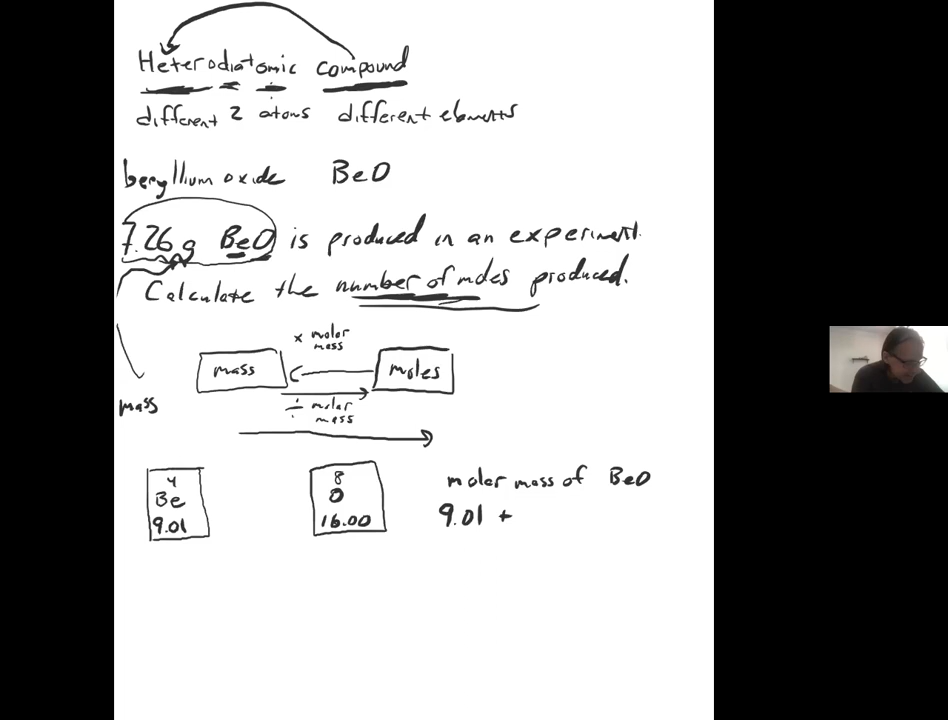 Heterodiatomic compound
different 2 atoms different elements
beryllium oxide BeO
7.26g BeO is produced in an experiment.
Calculate the number of moles produced.
x molar mass
mass moles
÷ molar mass
mass
4 8
Be O molar mass of BeO
9.01 16.00 9.01 +